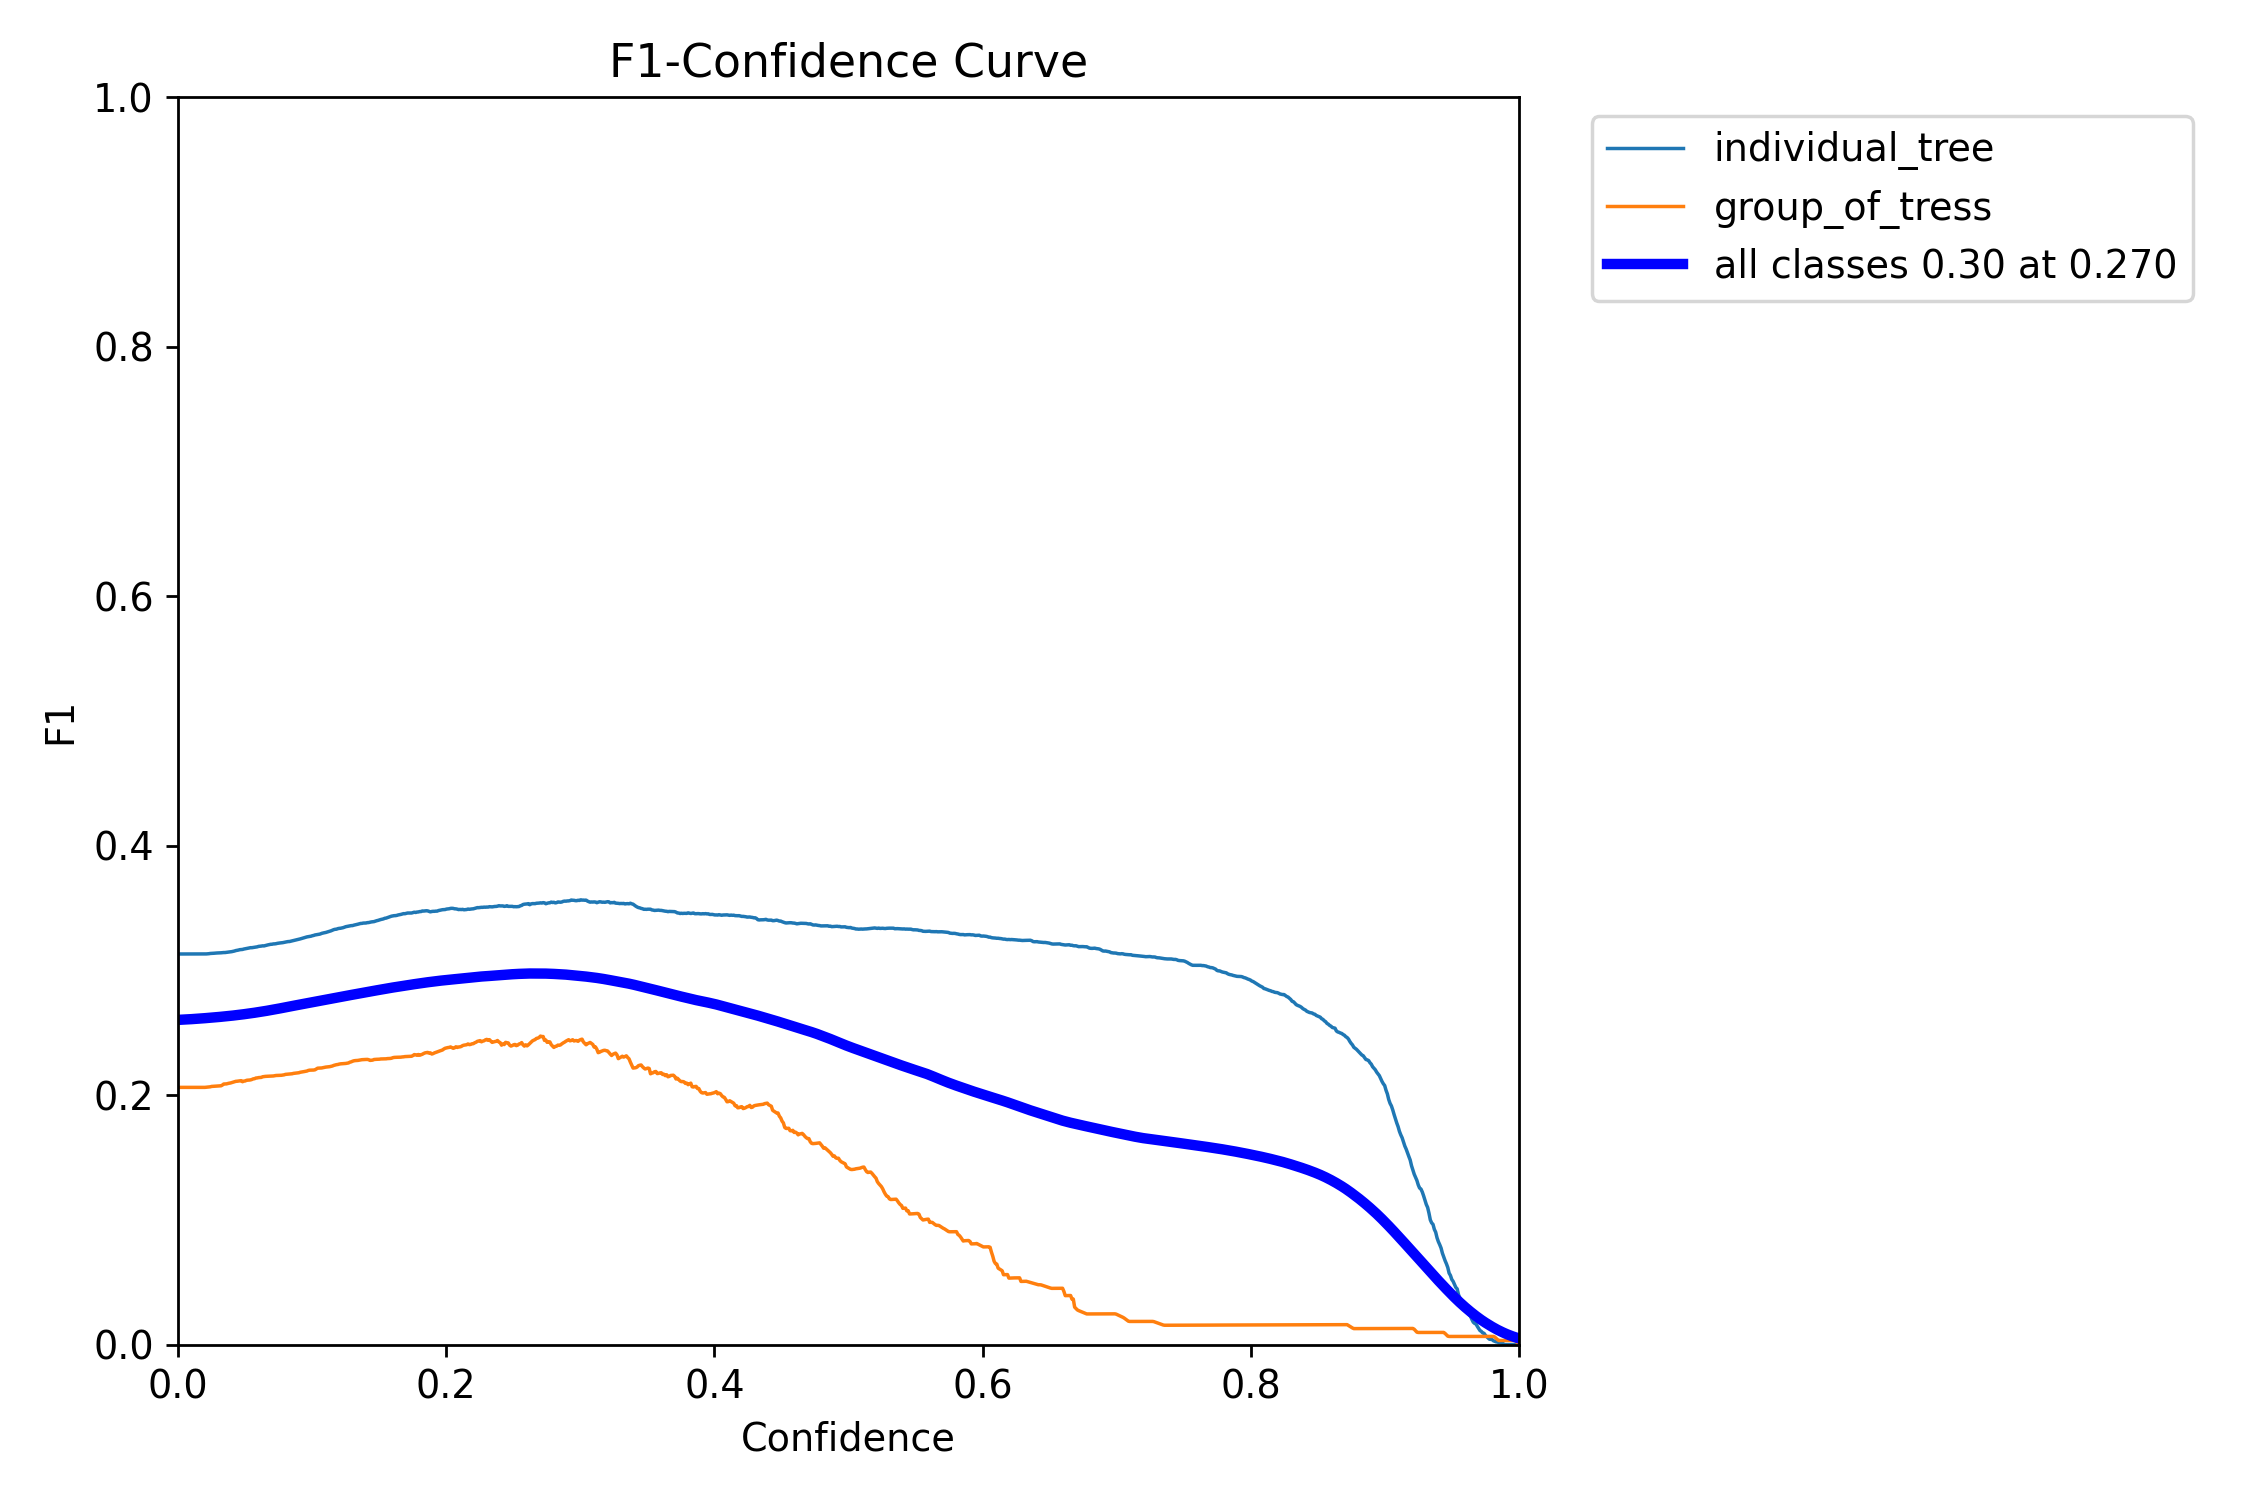 F1-Confidence Curve
individual_tree
group_of_tress
all classes 0.30 at 0.270
1.0
0.8
0.6
0.4
0.2
0.0
F1
0.0 0.2 0.4 0.6 0.8 1.0
Confidence